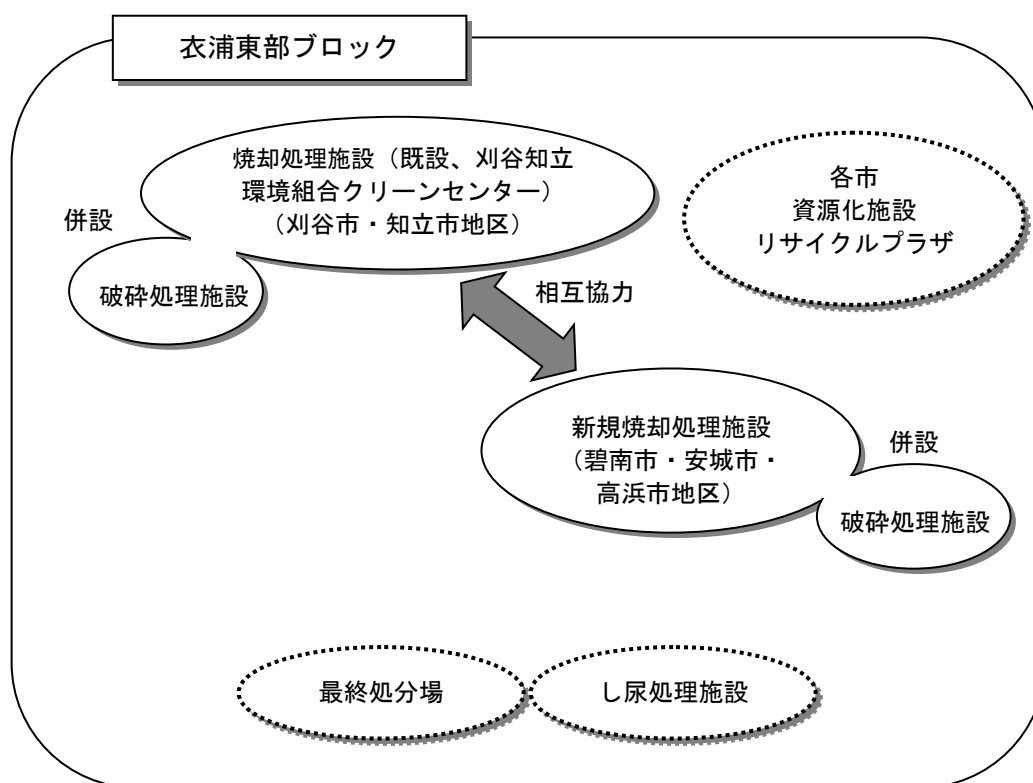 衣浦東部ブロック
焼却処理施設（既設、刈谷知立
環境組合クリーンセンター）
（刈谷市・知立市地区）
併設
破砕処理施設
各市
資源化施設
リサイクルプラザ
相互協力
新規焼却処理施設
（碧南市・安城市・
高浜市地区）
併設
破砕処理施設
最終処分場
し尿処理施設